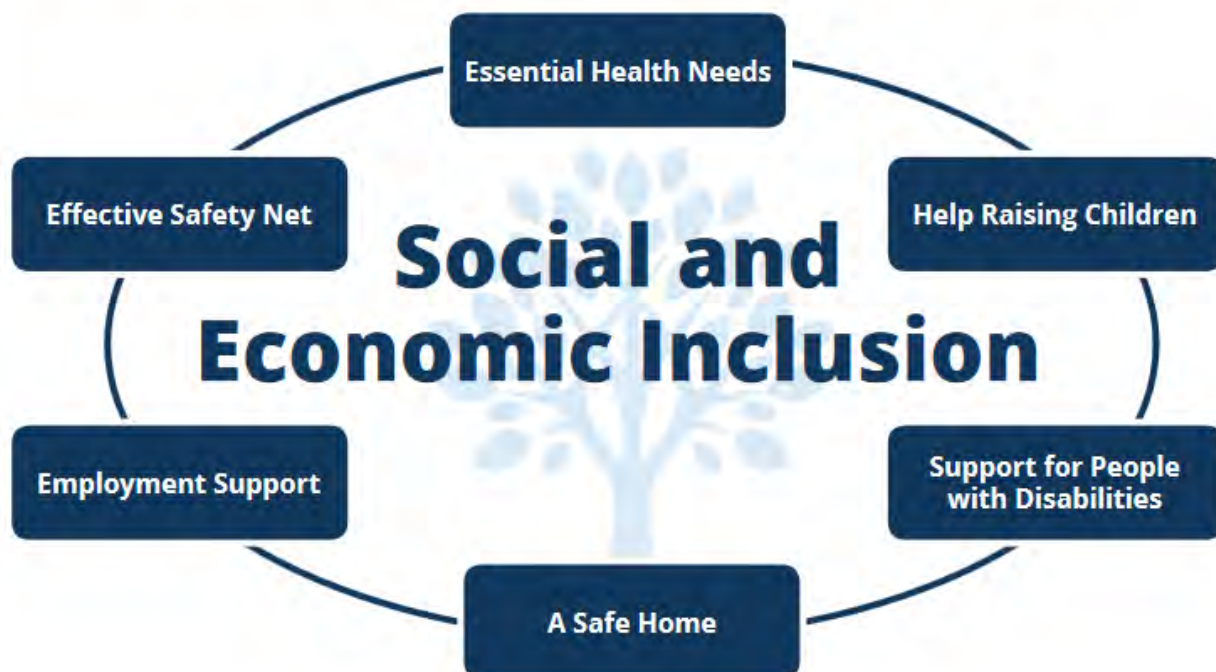 Essential Health Needs
Effective Safety Net
Help Raising Children
Social and
Economic Inclusion
Employment Support
Support for People
with Disabilities
A Safe Home